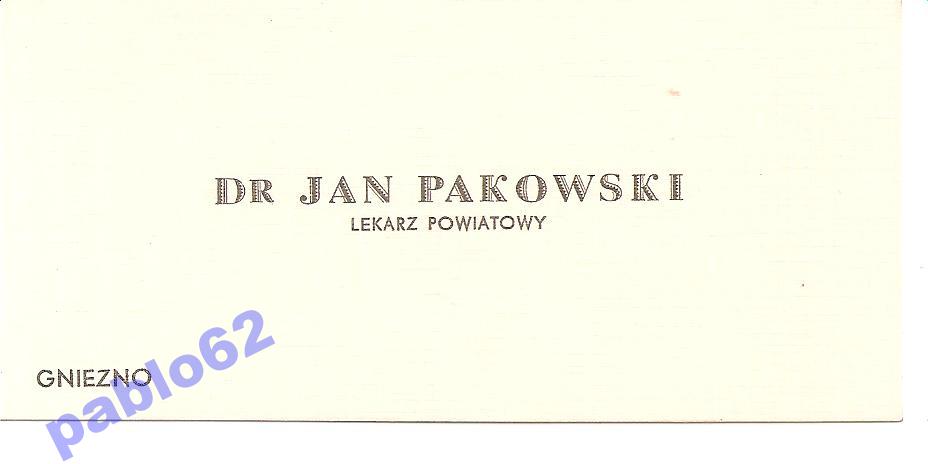 DR JAN PAKOWSKI
LEKARZ POWIATOWY
GNIEZNO
pablo62